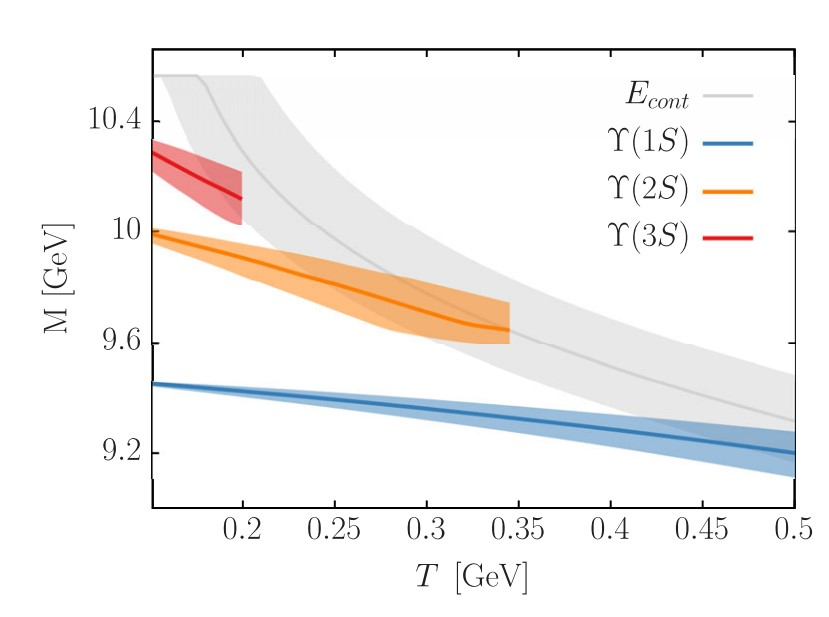 E_cont
ϒ(1S)
ϒ(2S)
ϒ(3S)
10.4
10
9.6
9.2
M [GeV]
0.2 0.25 0.3 0.35 0.4 0.45 0.5
T [GeV]